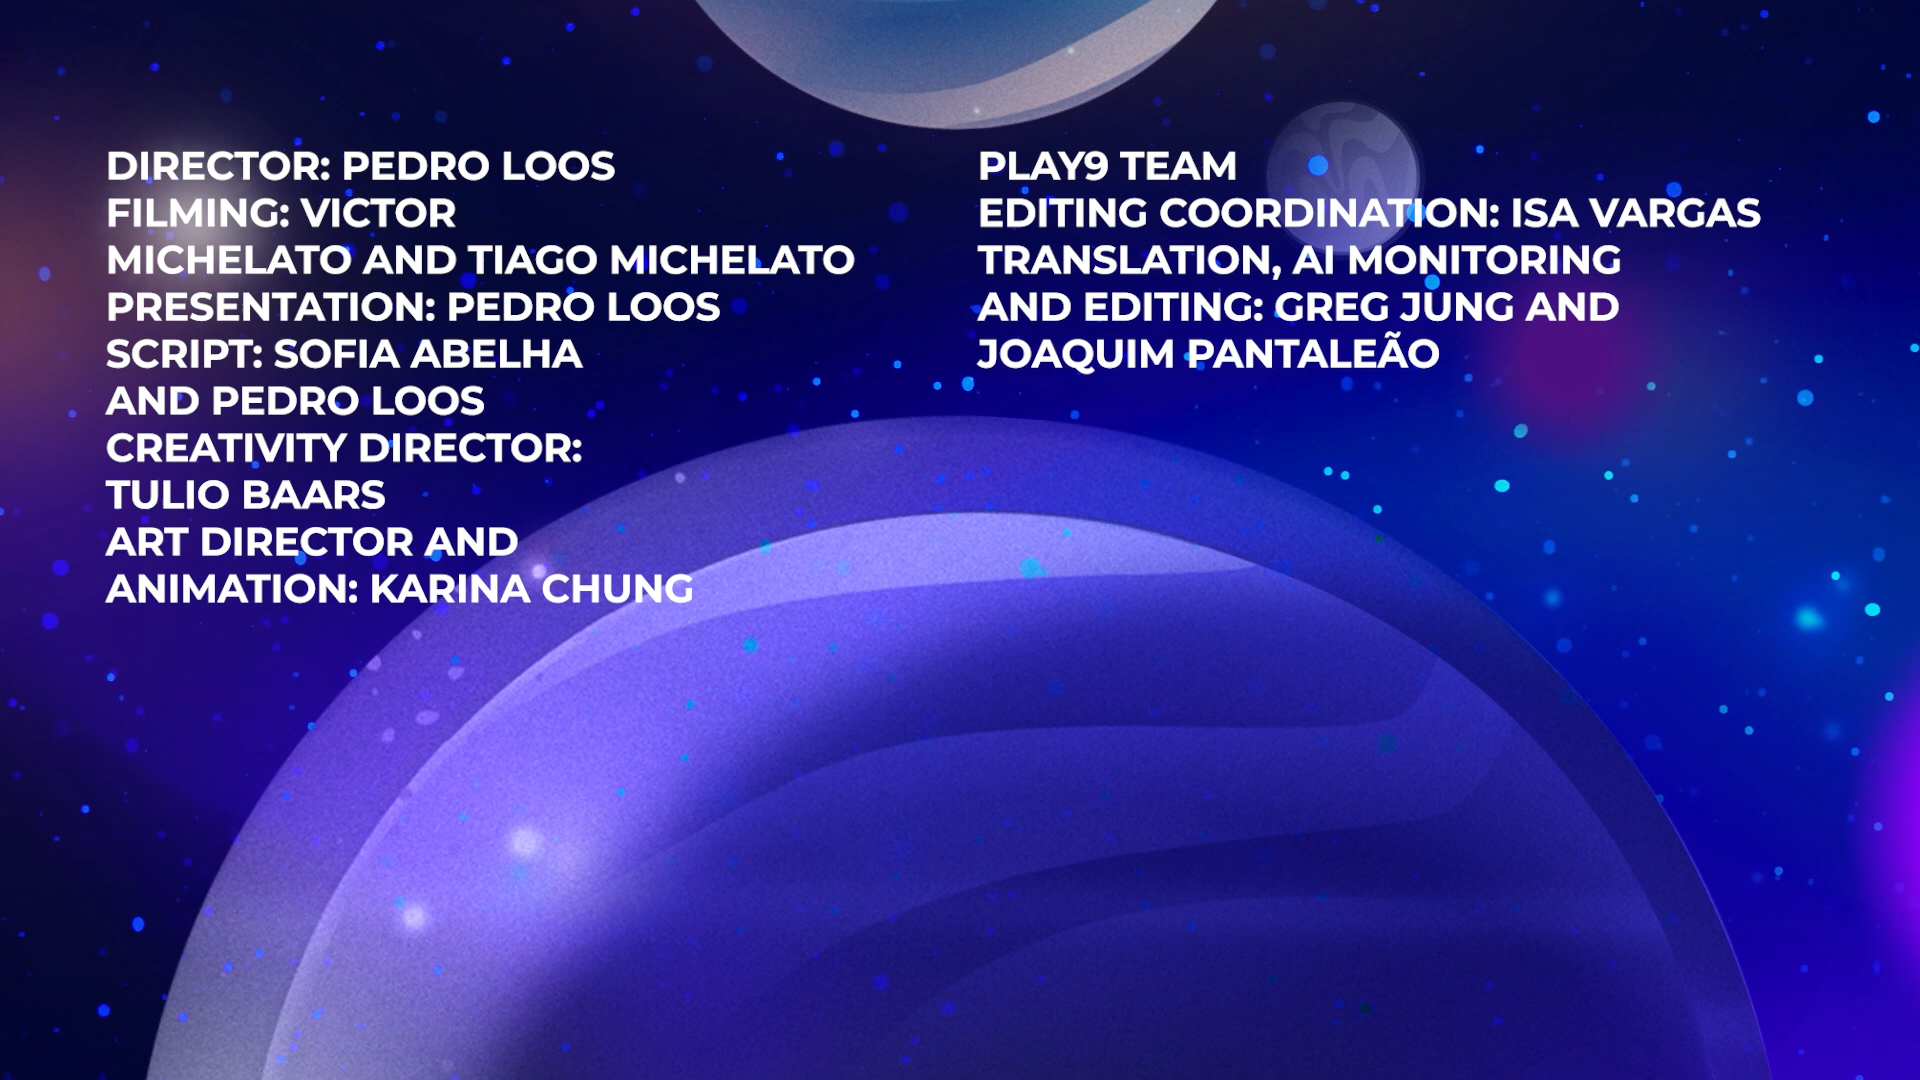 DIRECTOR: PEDRO LOOS
FILMING: VICTOR
MICHELATO AND TIAGO MICHELATO
PRESENTATION: PEDRO LOOS
SCRIPT: SOFIA ABELHA
AND PEDRO LOOS
CREATIVITY DIRECTOR:
TULIO BAARS
ART DIRECTOR AND
ANIMATION: KARINA CHUNG
PLAY9 TEAM
EDITING COORDINATION: ISA VARGAS
TRANSLATION, AI MONITORING
AND EDITING: GREG JUNG AND
JOAQUIM PANTALEÃO